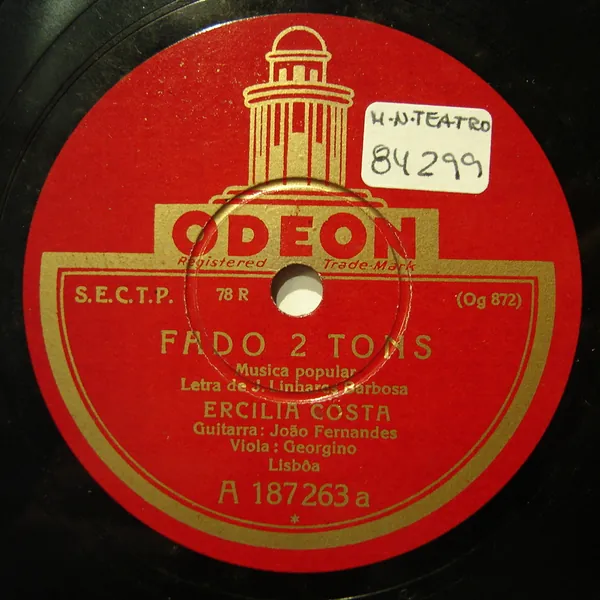 M-N-TEATRO
84299
ODEON
Registered Trade-Mark
S.E.C.T.P. 78 R (Og 872)
FADO 2 TONS
Musica popular
Letra de J. Linhares Barbosa
ERCILIA COSTA
Guitarra : João Fernandes
Viola : Georgino
Lisbôa
A 187263 a
*